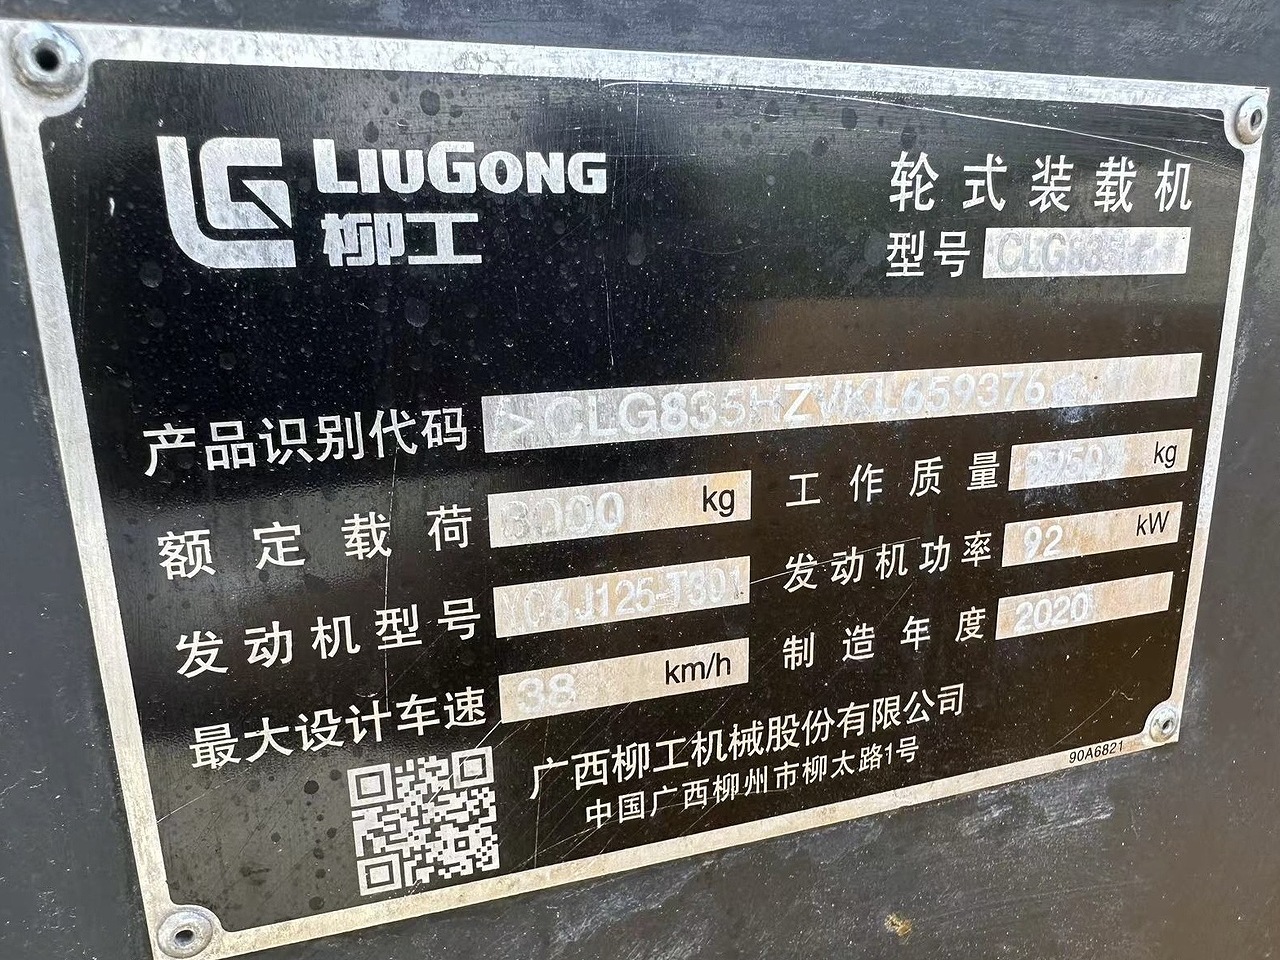 LIUGONG
柳工
轮式装载机
型号
产品识别代码 >CLG835HZVKL659376
额定载荷 3000 kg
工作质量 kg
发动机型号 YC6J125-T301
发动机功率 92 kW
最大设计车速 38 km/h
制造年度 2020
广西柳工机械股份有限公司
中国广西柳州市柳太路1号
90A6821